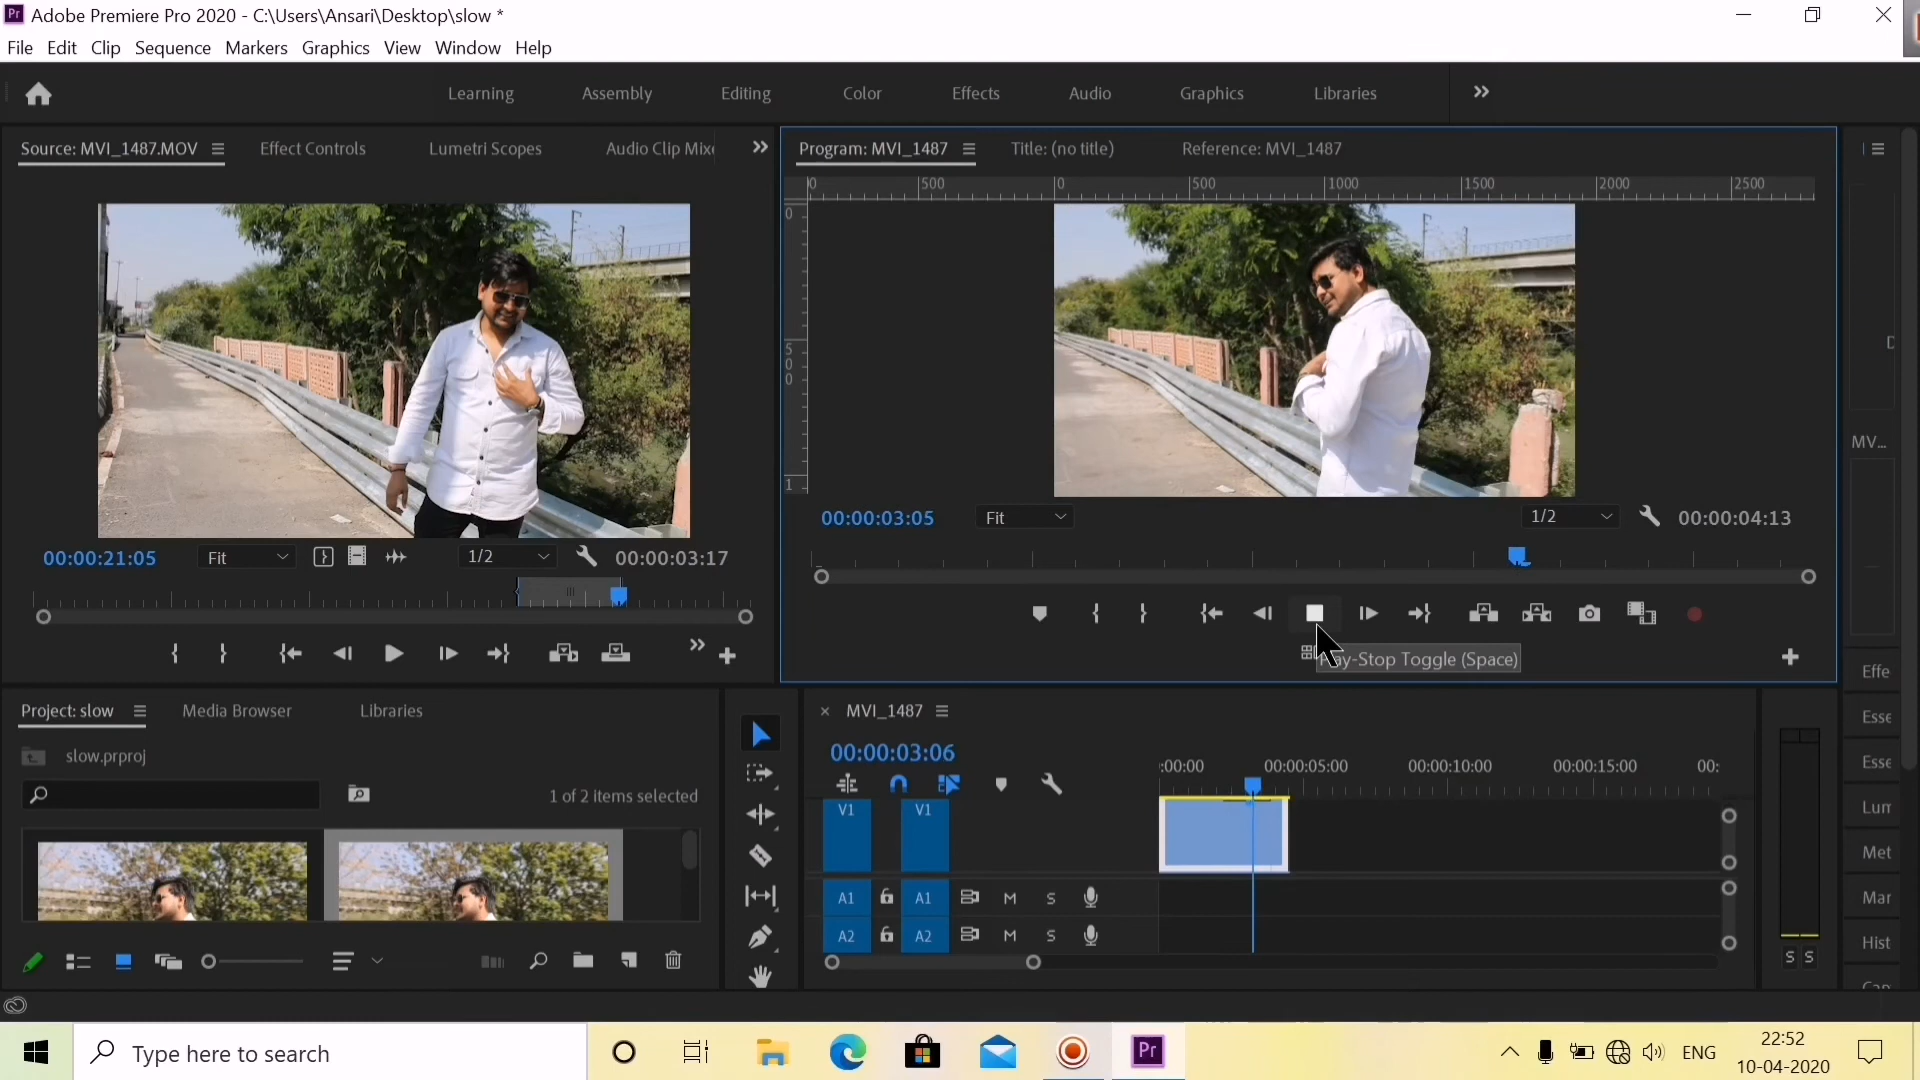 Pr Adobe Premiere Pro 2020 - C:\Users\Ansari\Desktop\slow *
File Edit Clip Sequence Markers Graphics View Window Help
Learning Assembly Editing Color Effects Audio Graphics Libraries
Source: MVI_1487.MOV Effect Controls Lumetri Scopes Audio Clip Mix
Program: MVI_1487 Title: (no title) Reference: MVI_1487
0 500 0 500 1000 1500 2000 2500
0
500
1
MV...
00:00:21:05 Fit 1/2 00:00:03:17
00:00:03:05 Fit 1/2 00:00:04:13
Play-Stop Toggle (Space)
Project: slow Media Browser Libraries
slow.prproj
1 of 2 items selected
× MVI_1487
00:00:03:06
:00:00 00:00:05:00 00:00:10:00 00:00:15:00 00:
V1 V1
A1 A1 M S
A2 A2 M S
S S
Effe
Esse
Esse
Lum
Met
Mar
Hist
Type here to search
Pr
ENG
22:52
10-04-2020